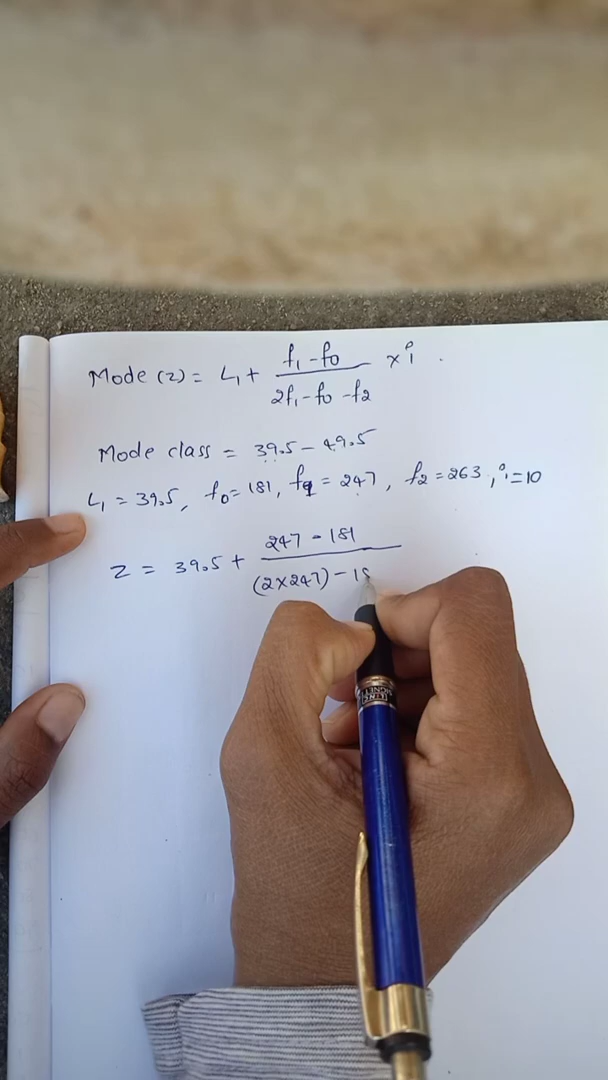 Mode (z) = L₁ + (f₁ - f₀)/(2f₁ - f₀ - f₂) × i .
Mode class = 39.5 - 49.5
L₁ = 39.5, f₀ = 181, f₁ = 247, f₂ = 263, i = 10
z = 39.5 + (247 - 181)/((2×247) - 18